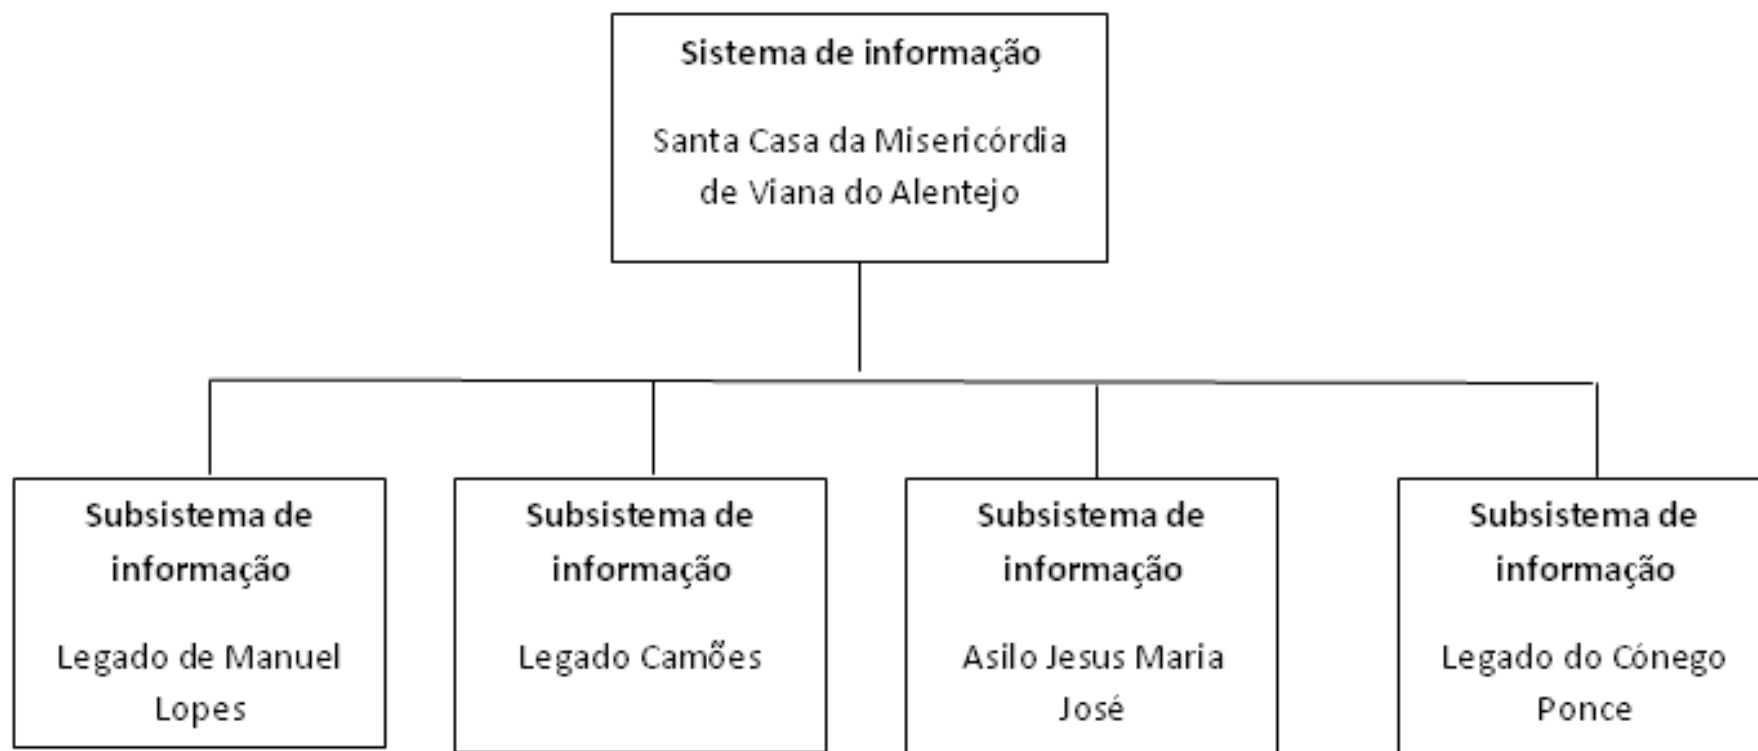 Sistema de informação
Santa Casa da Misericórdia
de Viana do Alentejo
Subsistema de
informação
Legado de Manuel
Lopes
Subsistema de
informação
Legado Camões
Subsistema de
informação
Asilo Jesus Maria
José
Subsistema de
informação
Legado do Cónego
Ponce